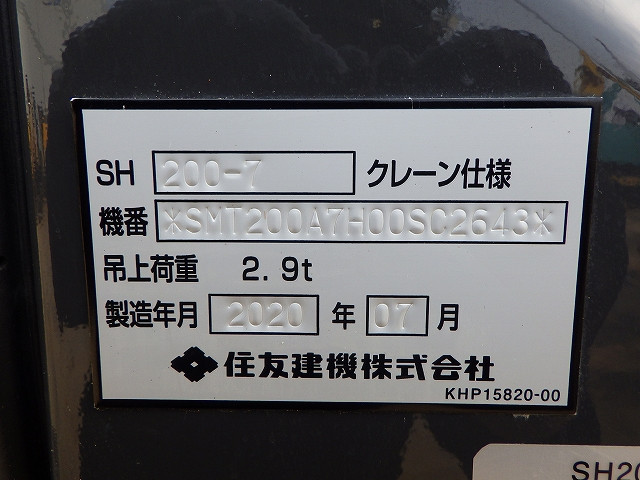 SH 200-7 クレーン仕様
機番 *SMT200A7H00SC2643*
吊上荷重 2.9t
製造年月 2020 年 07 月
住友建機株式会社
KHP15820-00
SH20